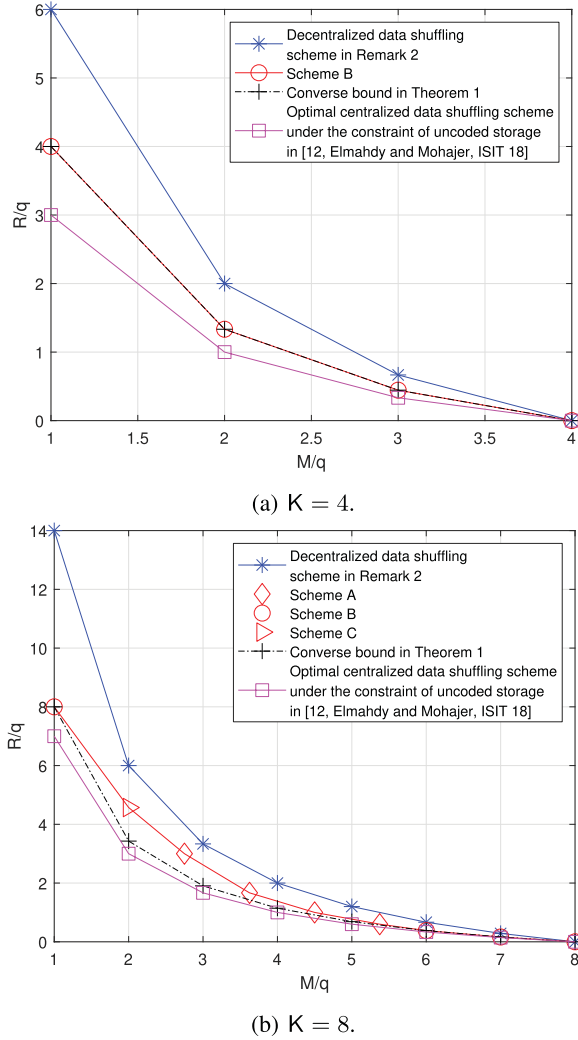 6
5
4
3
2
1
0
R/q
Decentralized data shuffling
scheme in Remark 2
Scheme B
Converse bound in Theorem 1
Optimal centralized data shuffling scheme
under the constraint of uncoded storage
in [12, Elmahdy and Mohajer, ISIT 18]
1 1.5 2 2.5 3 3.5 4
M/q
(a) K = 4.
14
12
10
8
6
4
2
0
R/q
Decentralized data shuffling
scheme in Remark 2
Scheme A
Scheme B
Scheme C
Converse bound in Theorem 1
Optimal centralized data shuffling scheme
under the constraint of uncoded storage
in [12, Elmahdy and Mohajer, ISIT 18]
1 2 3 4 5 6 7 8
M/q
(b) K = 8.